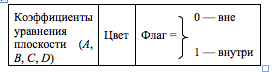 Коэффициенты
уравнения
плоскости (A,
B, C, D)
Цвет
Флаг =
0 — вне
1 — внутри